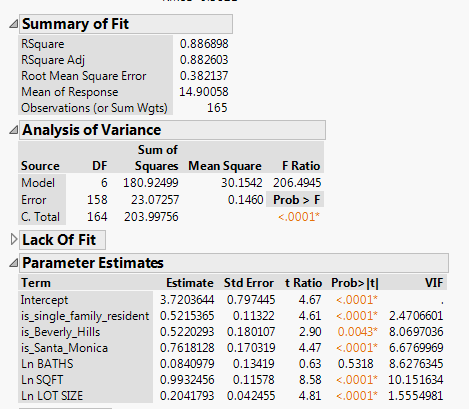 Summary of Fit
RSquare 0.886898
RSquare Adj 0.882603
Root Mean Square Error 0.382137
Mean of Response 14.90058
Observations (or Sum Wgts) 165
Analysis of Variance
Sum of
Source DF Squares Mean Square F Ratio
Model 6 180.92499 30.1542 206.4945
Error 158 23.07257 0.1460 Prob > F
C. Total 164 203.99756 <.0001*
Lack Of Fit
Parameter Estimates
Term Estimate Std Error t Ratio Prob>|t| VIF
Intercept 3.7203644 0.797445 4.67 <.0001* .
is_single_family_resident 0.5215365 0.11322 4.61 <.0001* 2.4706601
is_Beverly_Hills 0.5220293 0.180107 2.90 0.0043* 8.0697036
is_Santa_Monica 0.7618128 0.170319 4.47 <.0001* 6.6769969
Ln BATHS 0.0840979 0.13419 0.63 0.5318 8.6276345
Ln SQFT 0.9932456 0.11578 8.58 <.0001* 10.151634
Ln LOT SIZE 0.2041793 0.042455 4.81 <.0001* 1.5554981